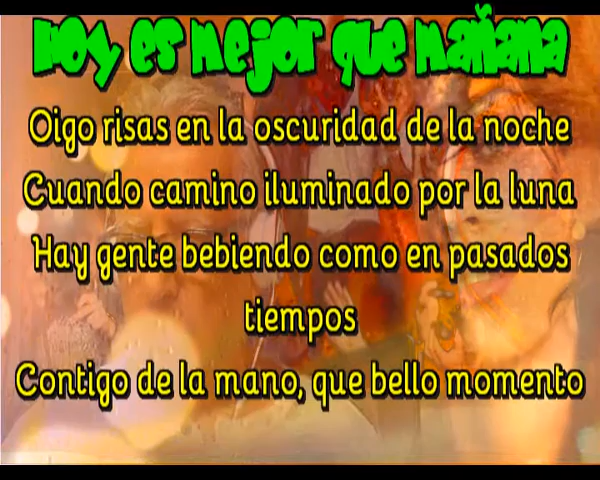 Hoy es mejor que mañana
Oigo risas en la oscuridad de la noche
Cuando camino iluminado por la luna
Hay gente bebiendo como en pasados
tiempos
Contigo de la mano, que bello momento